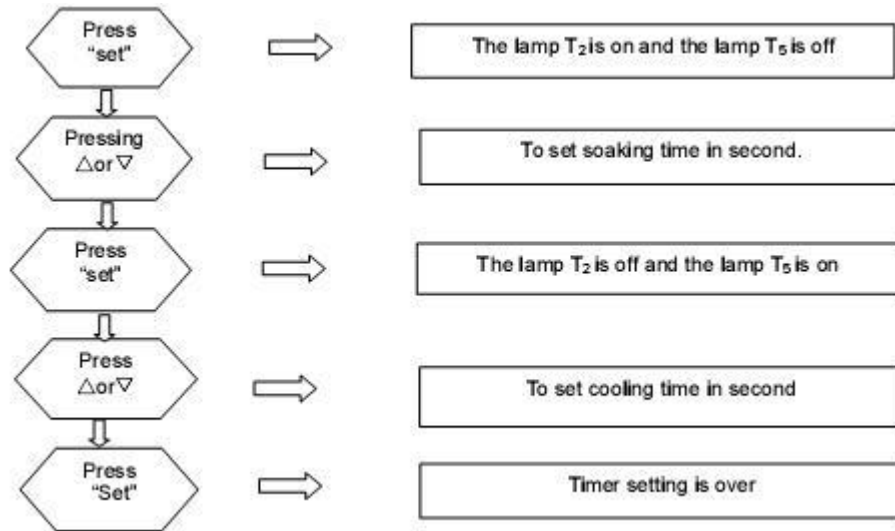 Press
“set”
The lamp T₂ is on and the lamp T₅ is off
Pressing
△or▽
To set soaking time in second.
Press
“set”
The lamp T₂ is off and the lamp T₅ is on
Press
△or▽
To set cooling time in second
Press
“Set”
Timer setting is over